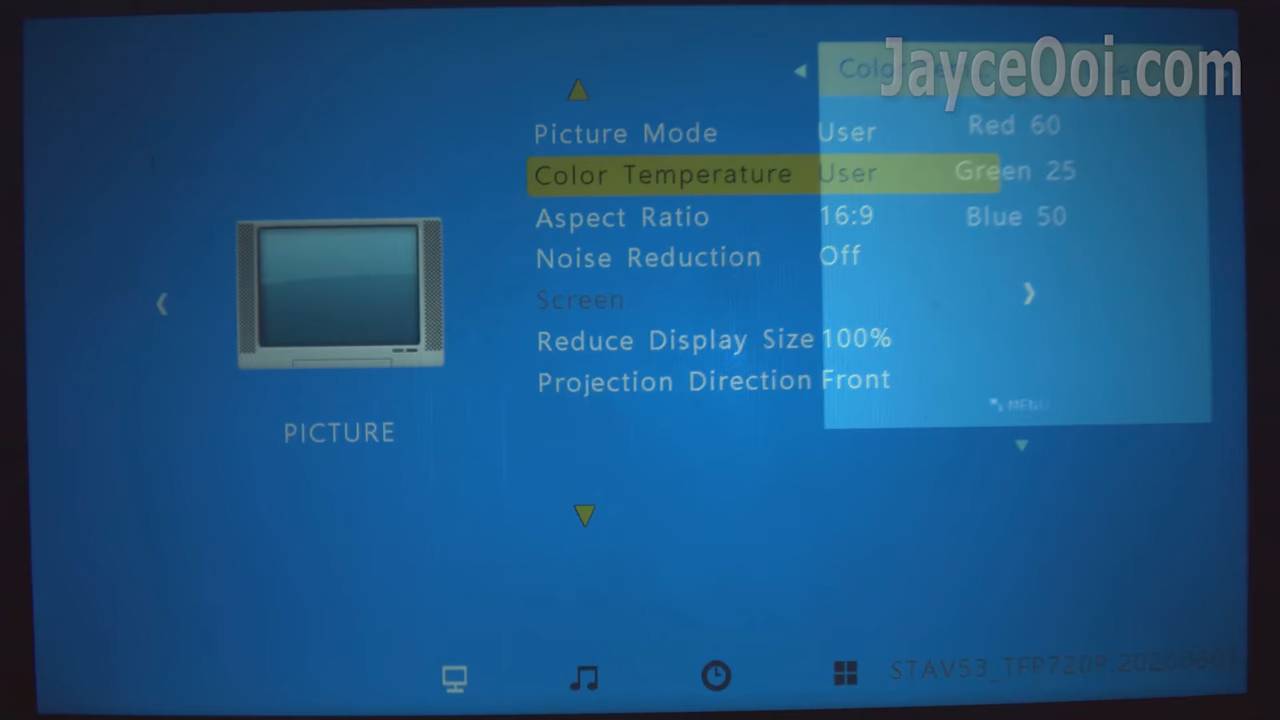 JayceOoi.com
Picture Mode User Red 60
Color Temperature User Green 25
Aspect Ratio 16:9 Blue 50
Noise Reduction Off
Screen
Reduce Display Size 100%
Projection Direction Front
MENU
PICTURE